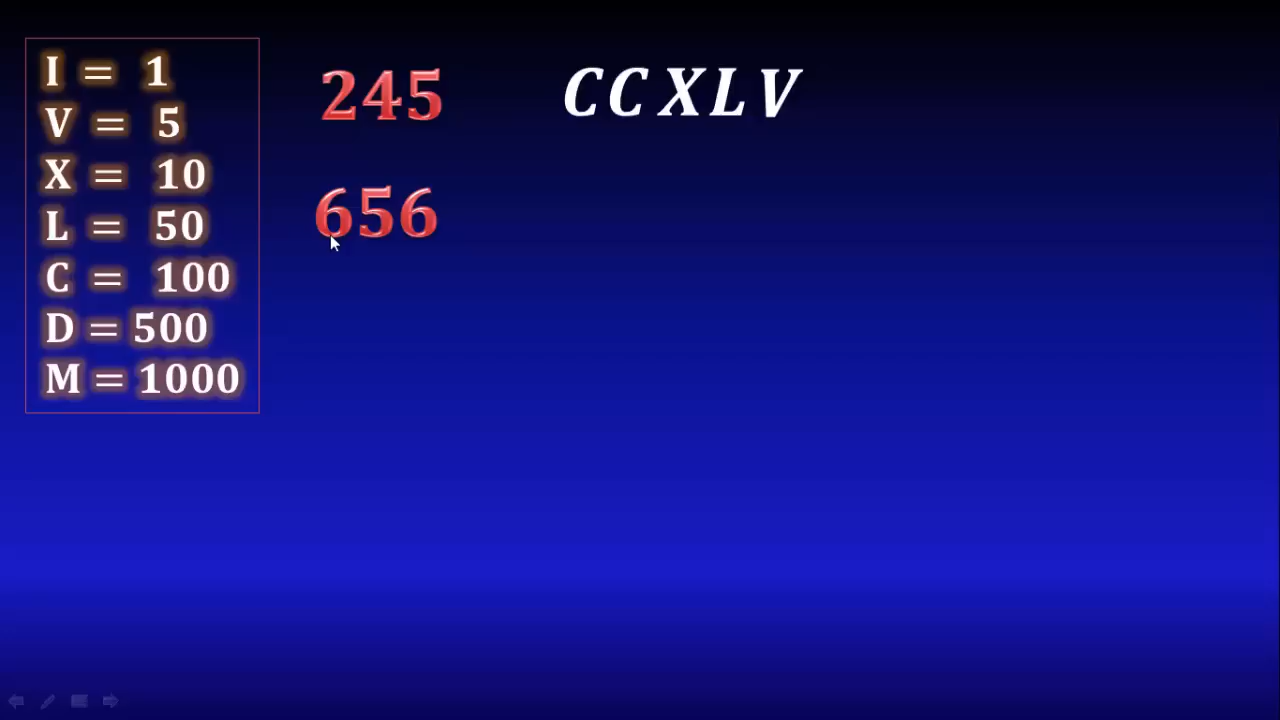 I = 1
V = 5
X = 10
L = 50
C = 100
D = 500
M = 1000
245 CCXLV
656